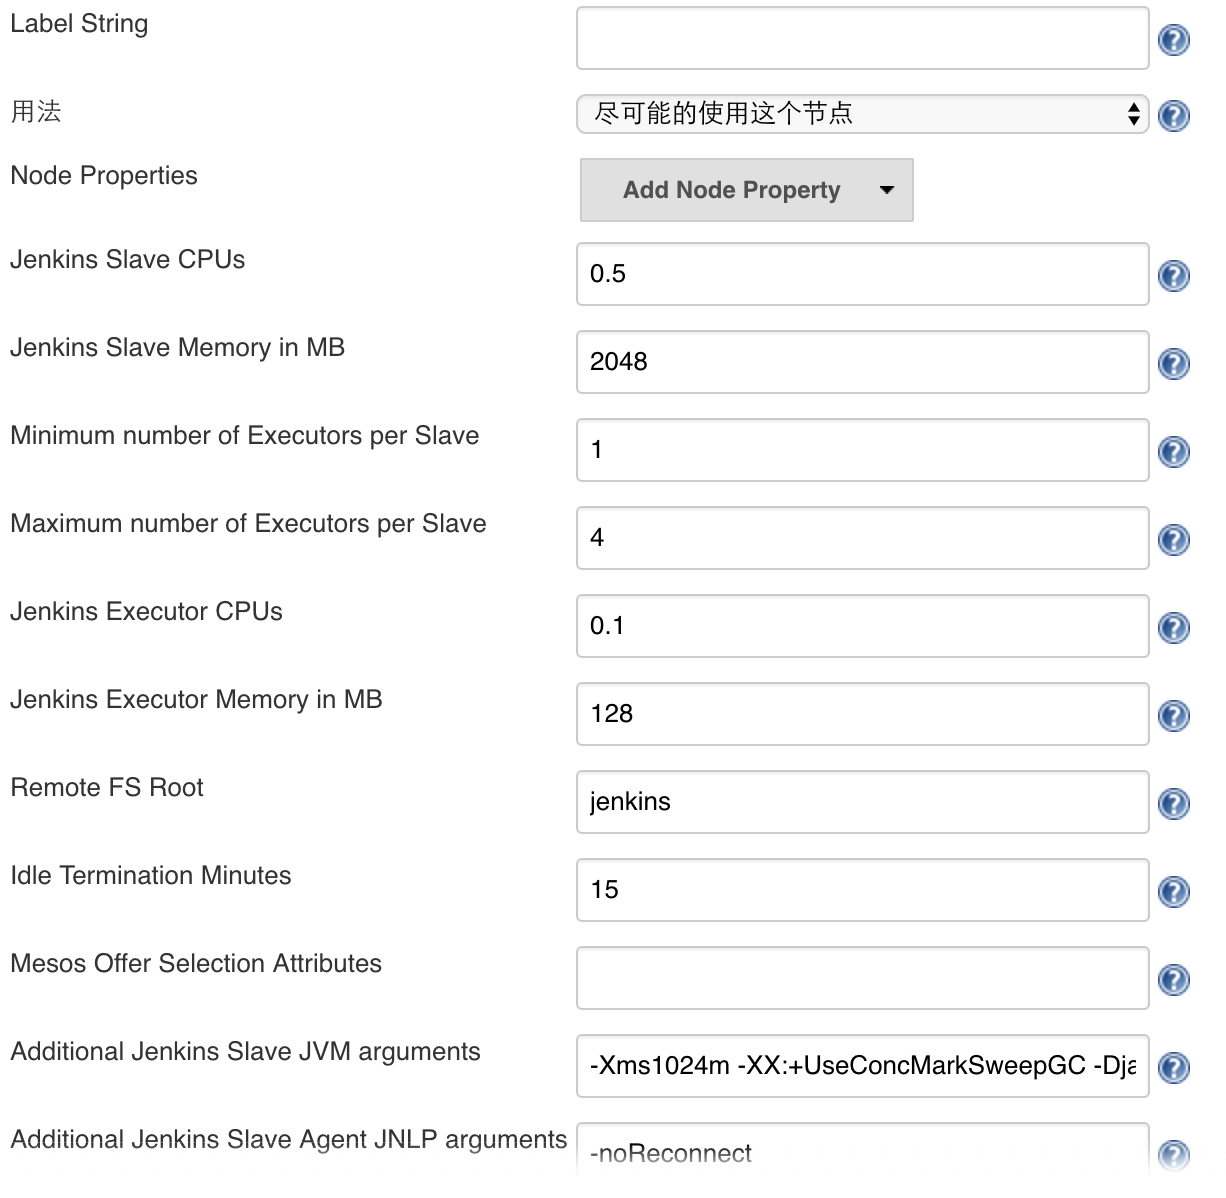 Label String
用法
尽可能的使用这个节点
Node Properties
Add Node Property
Jenkins Slave CPUs
0.5
Jenkins Slave Memory in MB
2048
Minimum number of Executors per Slave
1
Maximum number of Executors per Slave
4
Jenkins Executor CPUs
0.1
Jenkins Executor Memory in MB
128
Remote FS Root
jenkins
Idle Termination Minutes
15
Mesos Offer Selection Attributes
Additional Jenkins Slave JVM arguments
-Xms1024m -XX:+UseConcMarkSweepGC -Dja
Additional Jenkins Slave Agent JNLP arguments
-noReconnect